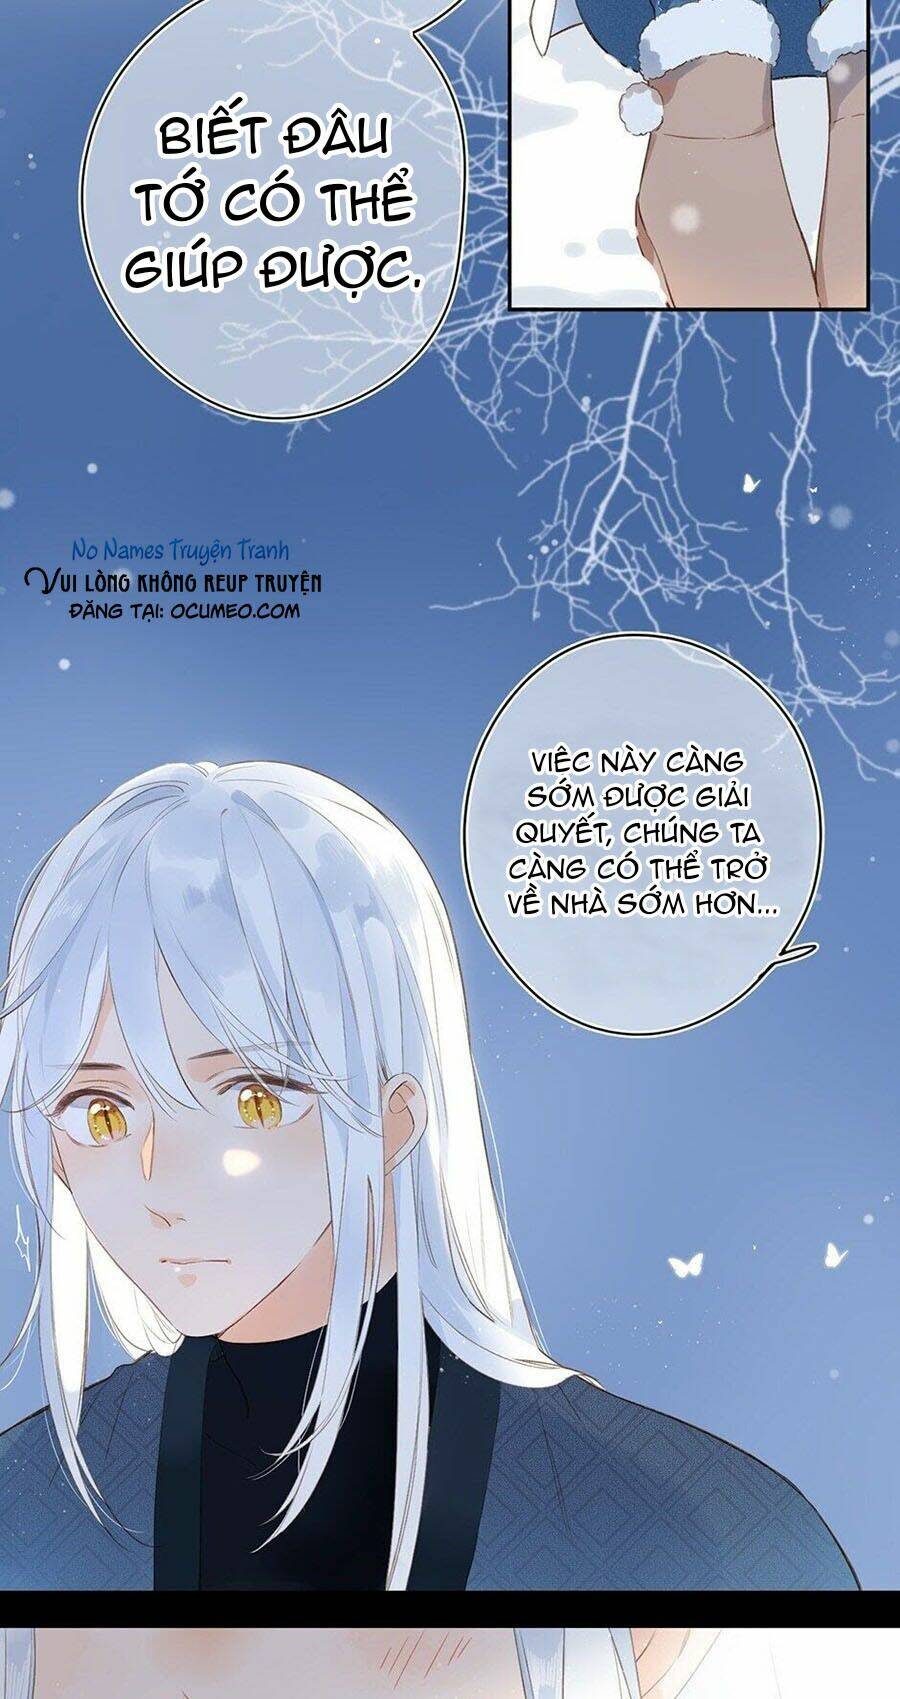 BIẾT ĐÂU
TỚ CÓ THỂ
GIÚP ĐƯỢC.
No Names Truyện Tranh
VUI LÒNG KHÔNG REUP TRUYỆN
ĐĂNG TẠI: OCUMEO.COM
VIÊC NÀY CÀNG
SỚM ĐƯỢC GIẢI
QUYẾT, CHÚNG TA
CÀNG CÓ THỂ TRỞ
VỀ NHÀ SỚM HƠN...